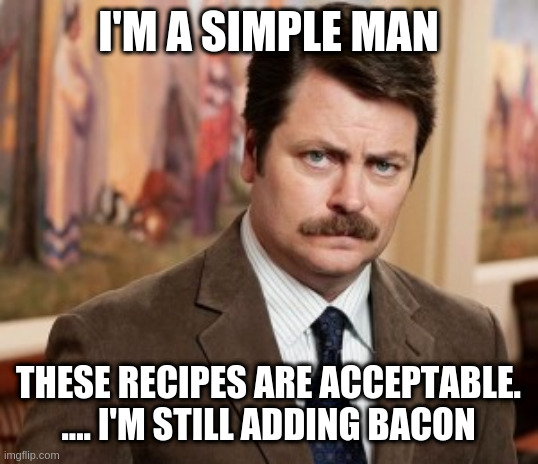 I'M A SIMPLE MAN
THESE RECIPES ARE ACCEPTABLE.
.... I'M STILL ADDING BACON
imgflip.com